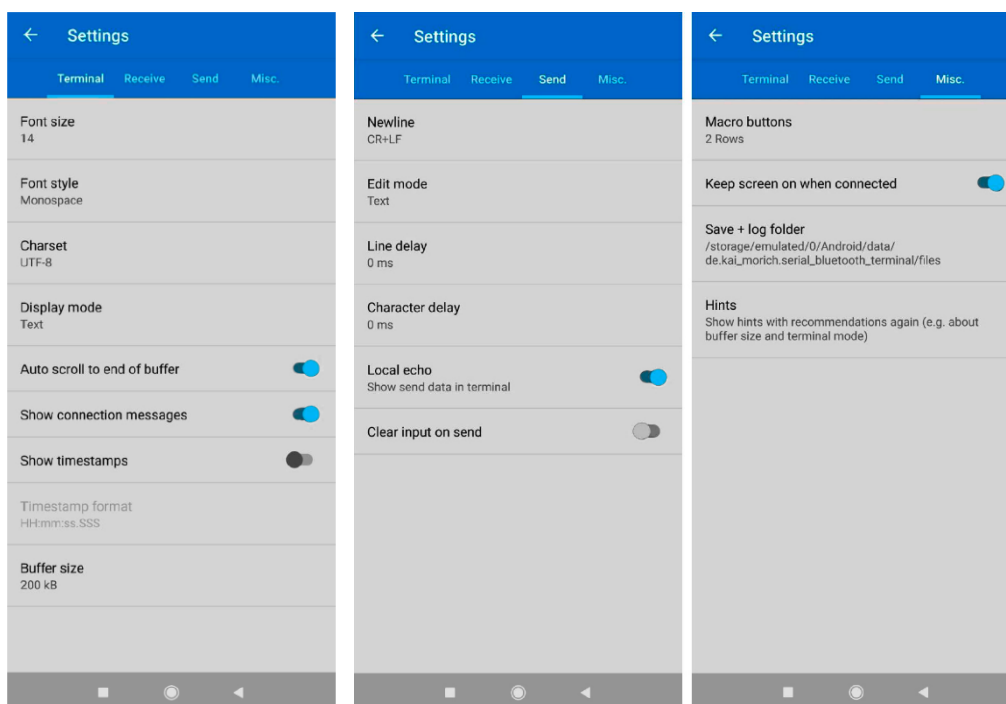 Settings
Terminal Receive Send Misc.
Font size
14
Font style
Monospace
Charset
UTF-8
Display mode
Text
Auto scroll to end of buffer
Show connection messages
Show timestamps
Timestamp format
HH:mm:ss.SSS
Buffer size
200 kB
Settings
Terminal Receive Send Misc.
Newline
CR+LF
Edit mode
Text
Line delay
0 ms
Character delay
0 ms
Local echo
Show send data in terminal
Clear input on send
Settings
Terminal Receive Send Misc.
Macro buttons
2 Rows
Keep screen on when connected
Save + log folder
/storage/emulated/0/Android/data/
de.kai_morich.serial_bluetooth_terminal/files
Hints
Show hints with recommendations again (e.g. about
buffer size and terminal mode)